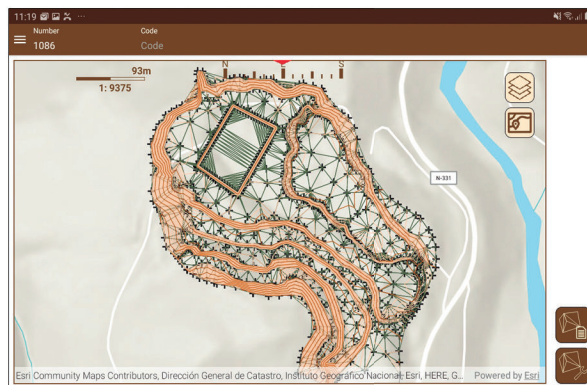 11:19
Number
Code
1086
Code
93m
1: 9375
N
E
S
N-331
Esri Community Maps Contributors, Dirección General de Catastro, Instituto Geográfico Nacional, Esri, HERE, G...
Powered by Esri